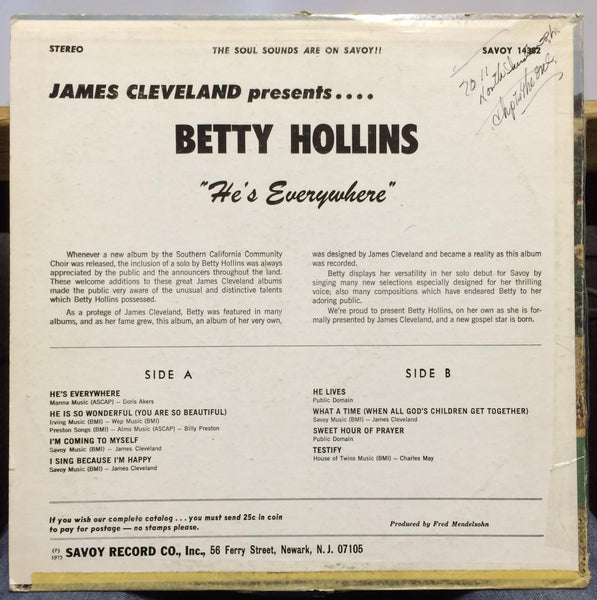 STEREO
THE SOUL SOUNDS ARE ON SAVOY!!
SAVOY 14382
JAMES CLEVELAND presents....
BETTY HOLLINS
"He's Everywhere"
Whenever a new album by the Southern California Community
Choir was released, the inclusion of a solo by Betty Hollins was always
appreciated by the public and the announcers throughout the land.
These welcome additions to these great James Cleveland albums
made the public very aware of the unusual and distinctive talents
which Betty Hollins possessed.
As a protege of James Cleveland, Betty was featured in many
albums, and as her fame grew, this album, an album of her very own,
was designed by James Cleveland and became a reality as this album
was recorded.
Betty displays her versatility in her solo debut for Savoy by
singing many new selections especially designed for her thrilling
voice; also many compositions which have endeared Betty to her
adoring public.
We're proud to present Betty Hollins, on her own as she is for-
mally presented by James Cleveland, and a new gospel star is born.
SIDE A
HE'S EVERYWHERE
Manna Music (ASCAP) — Doris Akers
HE IS SO WONDERFUL (YOU ARE SO BEAUTIFUL)
Irving Music (BMI) — Wep Music (BMI)
Preston Songs (BMI) — Almo Music (ASCAP) — Billy Preston
I'M COMING TO MYSELF
Savoy Music (BMI) — James Cleveland
I SING BECAUSE I'M HAPPY
Savoy Music (BMI) — James Cleveland
SIDE B
HE LIVES
Public Domain
WHAT A TIME (WHEN ALL GOD'S CHILDREN GET TOGETHER)
Savoy Music (BMI) — James Cleveland
SWEET HOUR OF PRAYER
Public Domain
TESTIFY
House of Twins Music (BMI) — Charles May
If you wish our complete catalog ... you must send 25c in coin
to pay for postage — no stamps please.
Produced by Fred Mendelsohn
(P) 1975 SAVOY RECORD CO., Inc., 56 Ferry Street, Newark, N. J. 07105